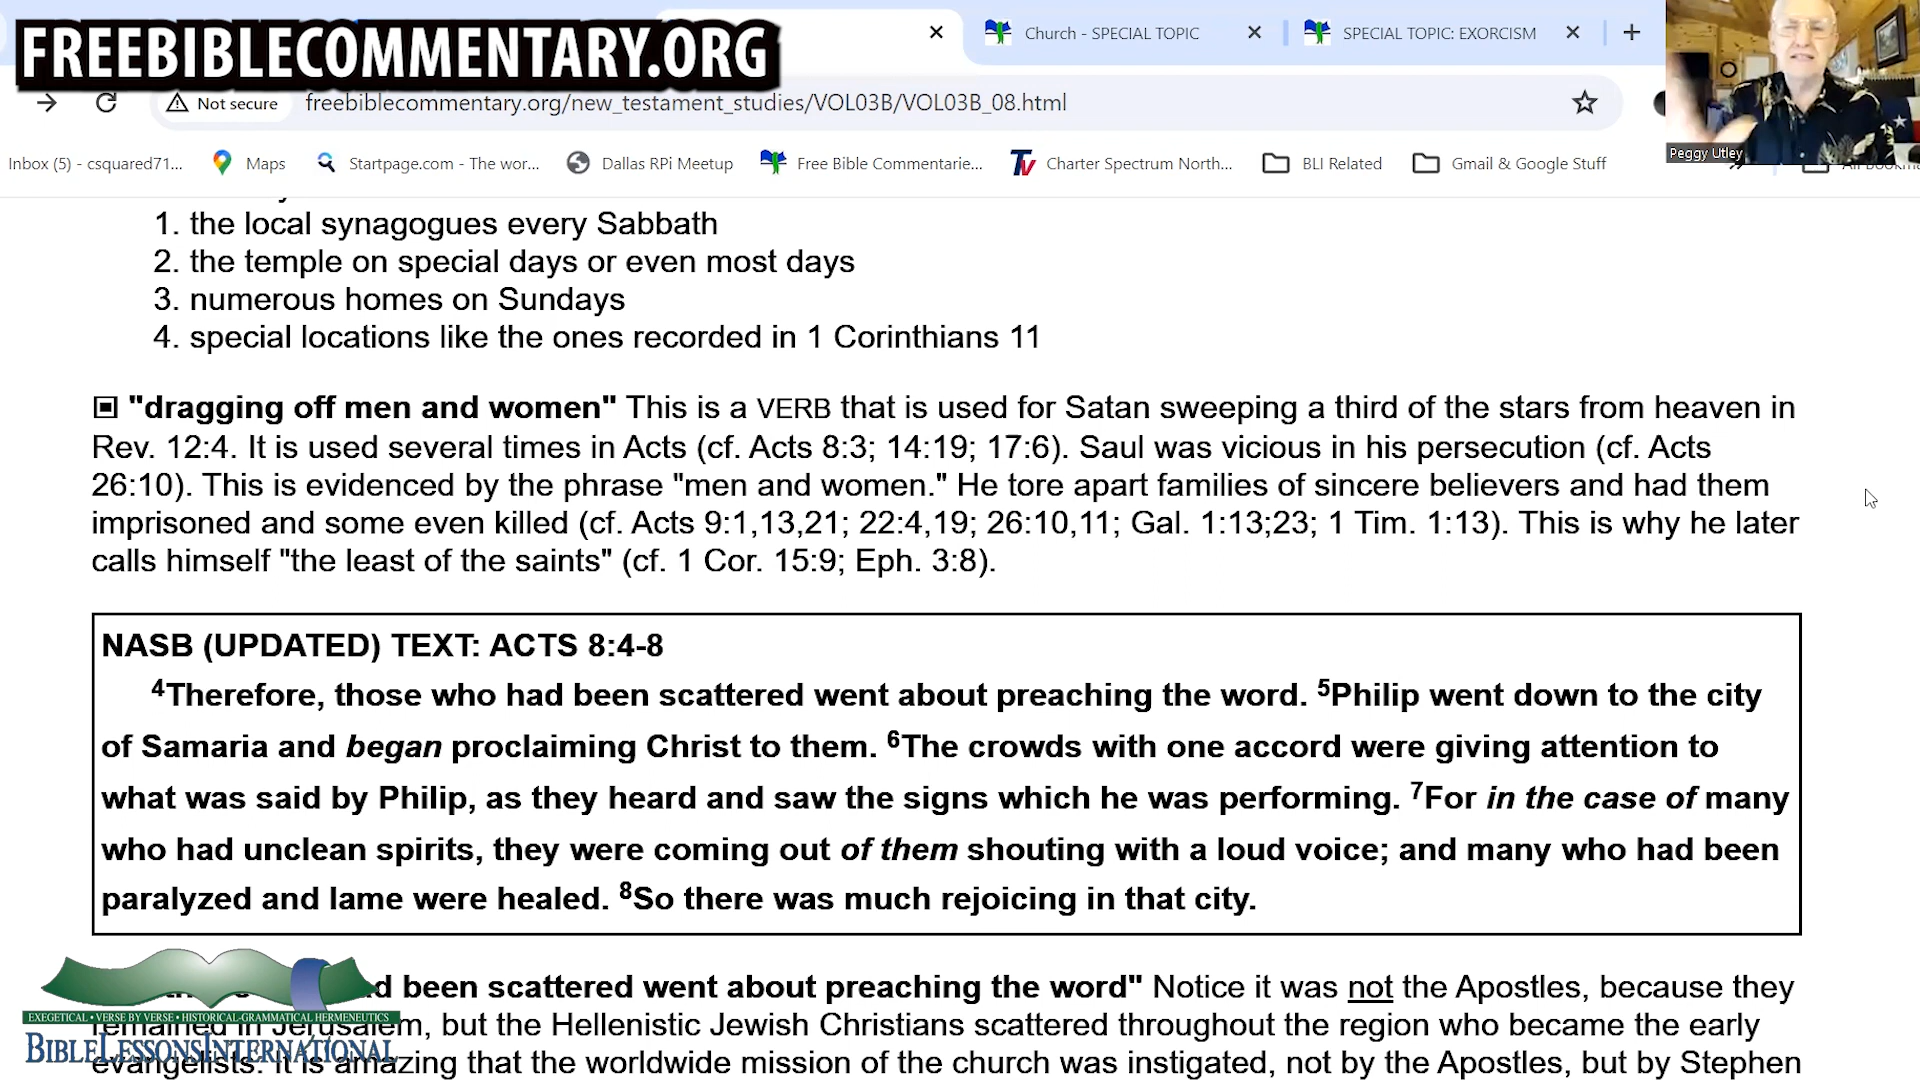 FREEBIBLECOMMENTARY.ORG
Church - SPECIAL TOPIC
SPECIAL TOPIC: EXORCISM
Not secure
freebiblecommentary.org/new_testament_studies/VOL03B/VOL03B_08.html
Peggy Utley
Inbox (5) - csquared71...
Maps
Startpage.com - The wor...
Dallas RPi Meetup
Free Bible Commentarie...
Charter Spectrum North...
BLI Related
Gmail & Google Stuff
1. the local synagogues every Sabbath
2. the temple on special days or even most days
3. numerous homes on Sundays
4. special locations like the ones recorded in 1 Corinthians 11
"dragging off men and women" This is a VERB that is used for Satan sweeping a third of the stars from heaven in
Rev. 12:4. It is used several times in Acts (cf. Acts 8:3; 14:19; 17:6). Saul was vicious in his persecution (cf. Acts
26:10). This is evidenced by the phrase "men and women." He tore apart families of sincere believers and had them
imprisoned and some even killed (cf. Acts 9:1,13,21; 22:4,19; 26:10,11; Gal. 1:13;23; 1 Tim. 1:13). This is why he later
calls himself "the least of the saints" (cf. 1 Cor. 15:9; Eph. 3:8).
NASB (UPDATED) TEXT: ACTS 8:4-8
4Therefore, those who had been scattered went about preaching the word. 5Philip went down to the city
of Samaria and began proclaiming Christ to them. 6The crowds with one accord were giving attention to
what was said by Philip, as they heard and saw the signs which he was performing. 7For in the case of many
who had unclean spirits, they were coming out of them shouting with a loud voice; and many who had been
paralyzed and lame were healed. 8So there was much rejoicing in that city.
been scattered went about preaching the word" Notice it was not the Apostles, because they
remained in Jerusalem, but the Hellenistic Jewish Christians scattered throughout the region who became the early
evangelists. It is amazing that the worldwide mission of the church was instigated, not by the Apostles, but by Stephen
EXEGETICAL • VERSE BY VERSE • HISTORICAL-GRAMMATICAL HERMENEUTICS
BIBLELESSONSINTERNATIONAL